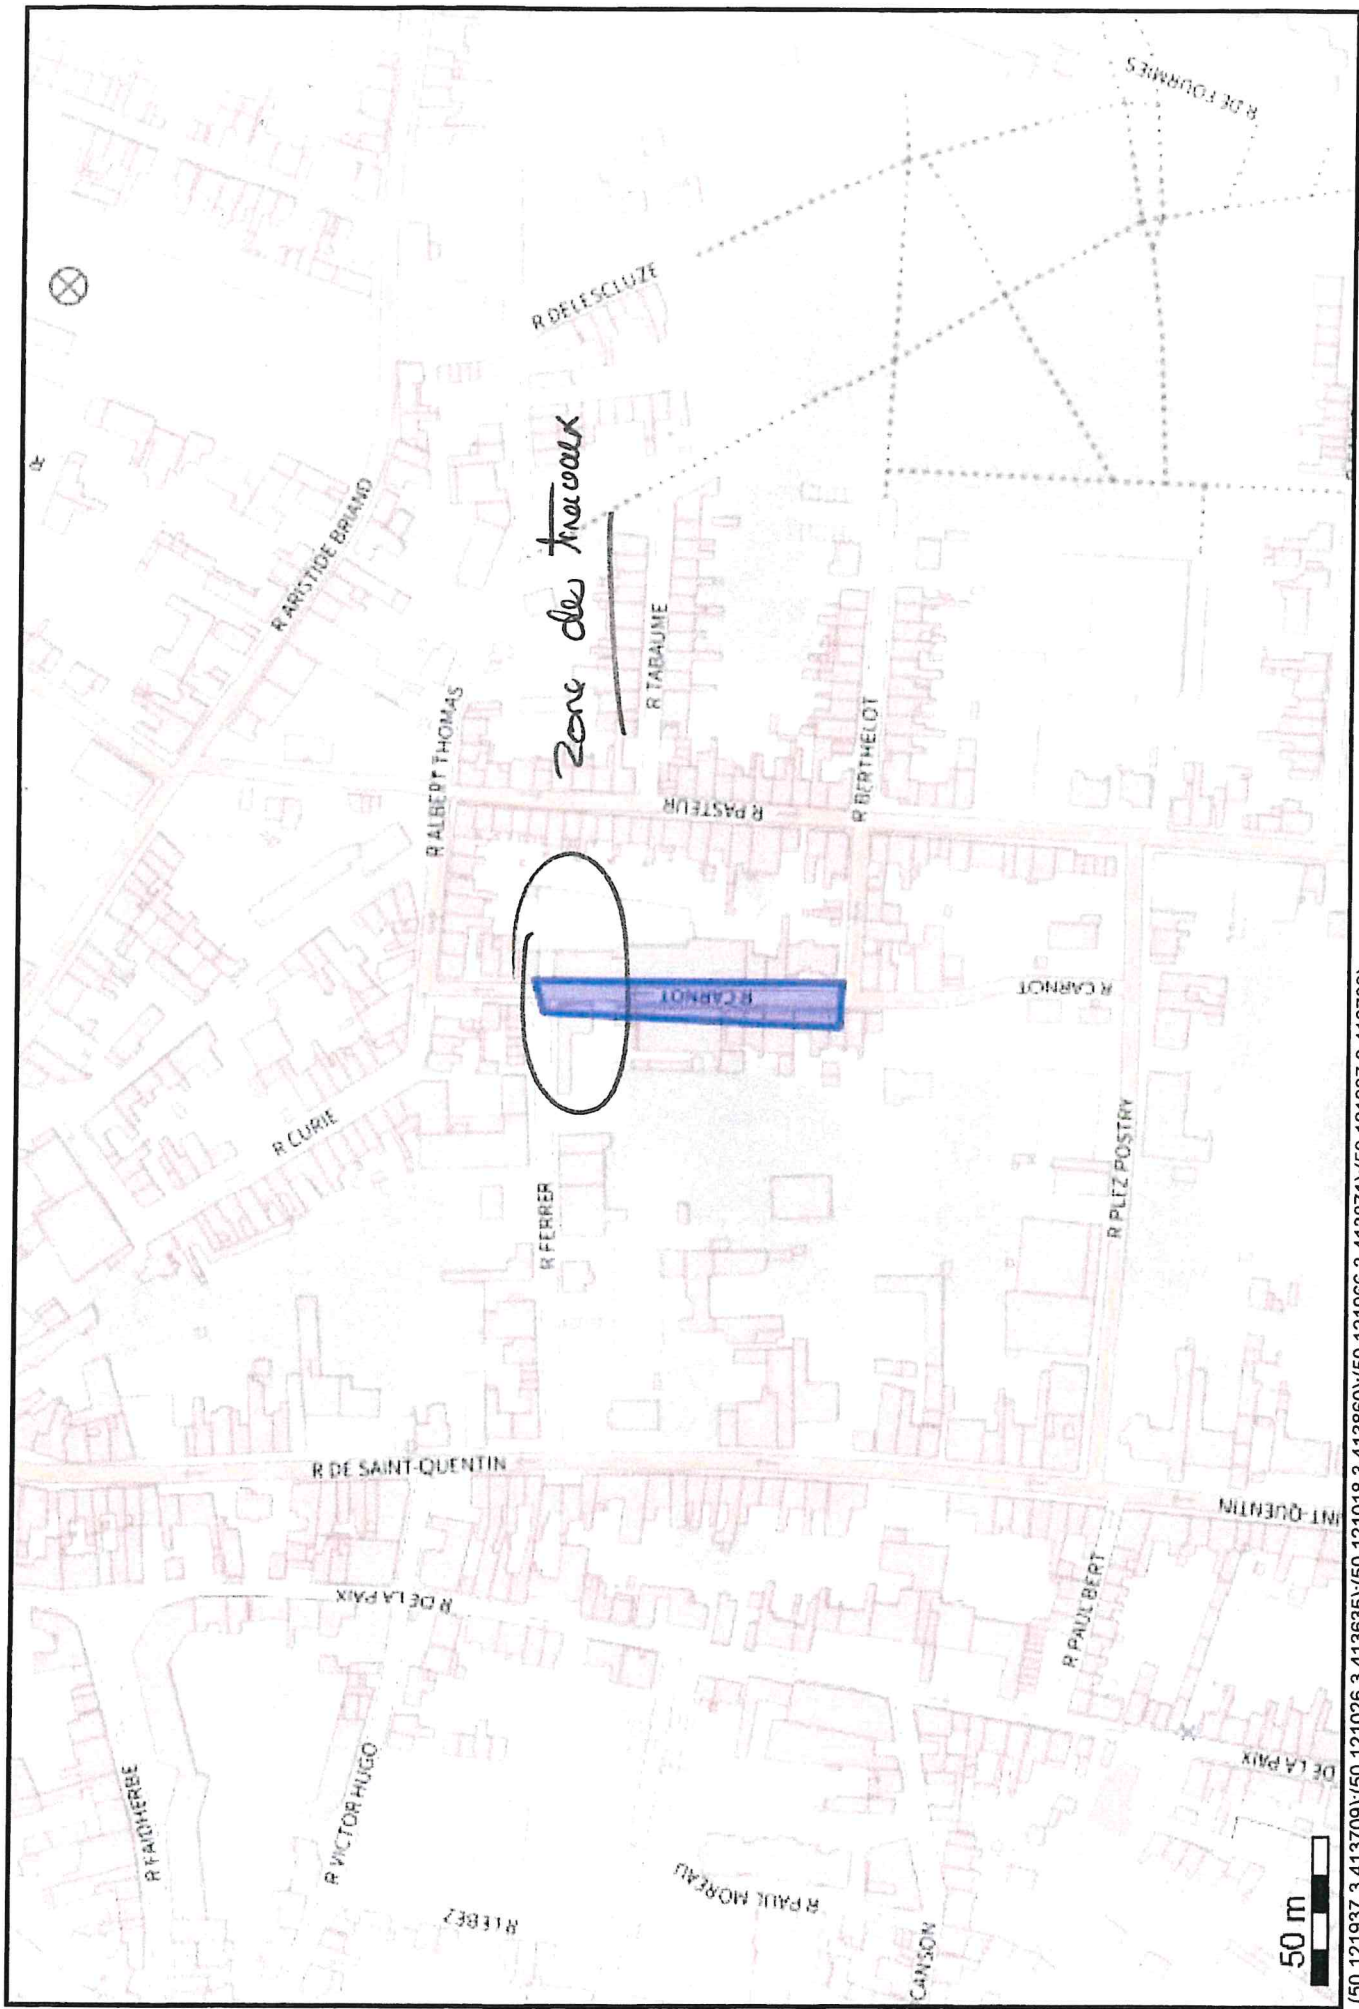 R DE FOURMIES
R DELESCLUZE
R ARISTIDE BRIAND
zone de travaux
R TABAUME
R ALBERT THOMAS
R BERTHELOT
R PASTEUR
R CARNOT
R CARNOT
R CURIE
R FERRER
R PLEZ POSTRY
R DE SAINT-QUENTIN
INT-QUENTIN
R DE LA PAIX
R PAUL BERT
DE LA PAIX
R FAIDHERBE
R VICTOR HUGO
R LEBEZ
R PAUL MOREAU
CANSON
50 m